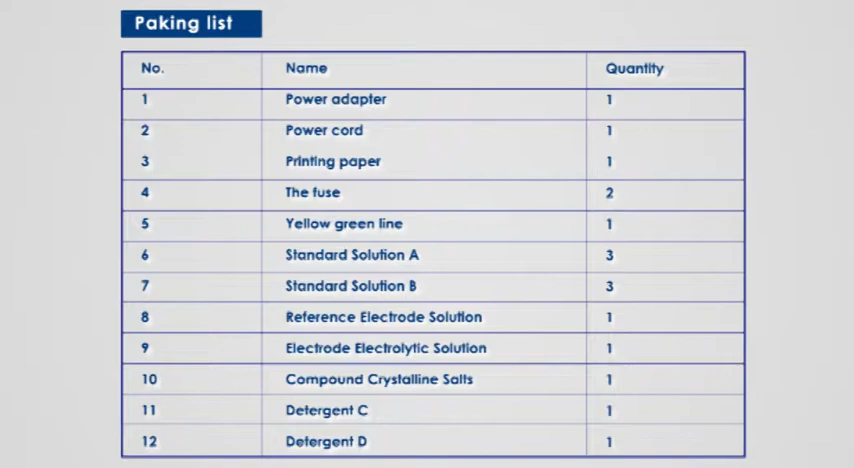 Paking list
No. Name Quantity
1 Power adapter 1
2 Power cord 1
3 Printing paper 1
4 The fuse 2
5 Yellow green line 1
6 Standard Solution A 3
7 Standard Solution B 3
8 Reference Electrode Solution 1
9 Electrode Electrolytic Solution 1
10 Compound Crystalline Salts 1
11 Detergent C 1
12 Detergent D 1